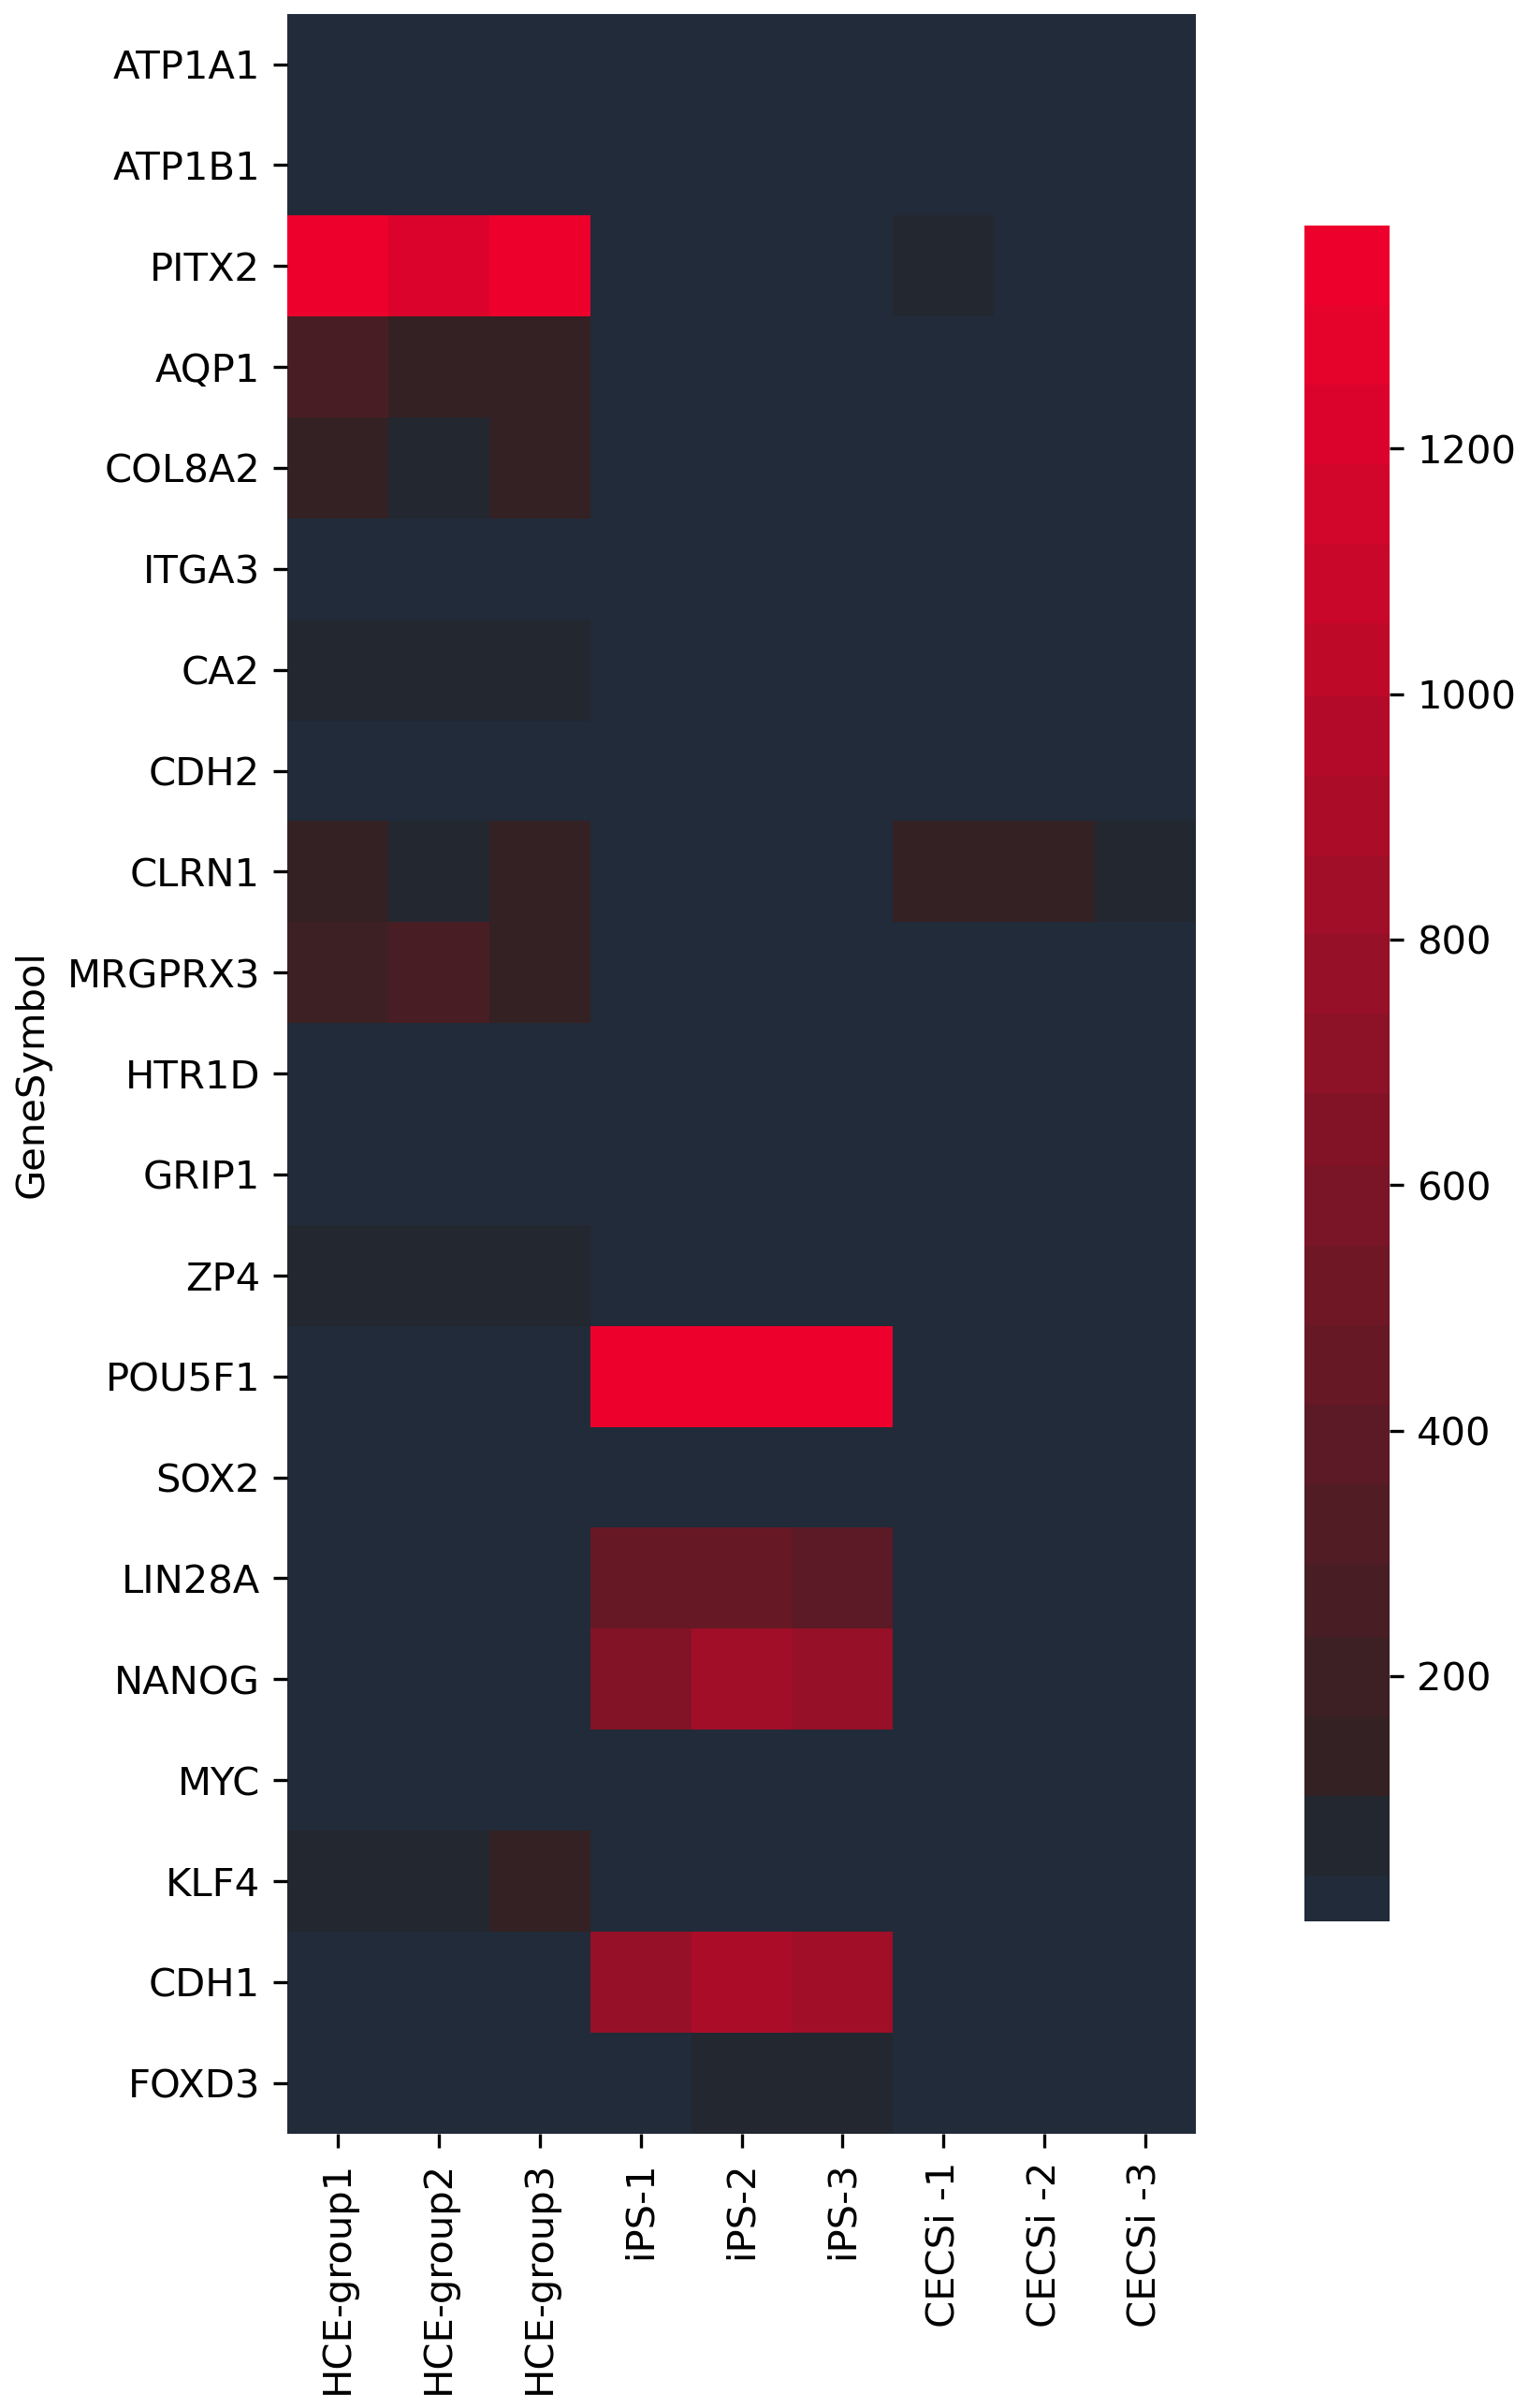 ATP1A1
ATP1B1
PITX2
AQP1
COL8A2
ITGA3
CA2
CDH2
CLRN1
MRGPRX3
HTR1D
GRIP1
ZP4
POU5F1
SOX2
LIN28A
NANOG
MYC
KLF4
CDH1
FOXD3
GeneSymbol
HCE-group1
HCE-group2
HCE-group3
iPS-1
iPS-2
iPS-3
CECSi -1
CECSi -2
CECSi -3
1200
1000
800
600
400
200